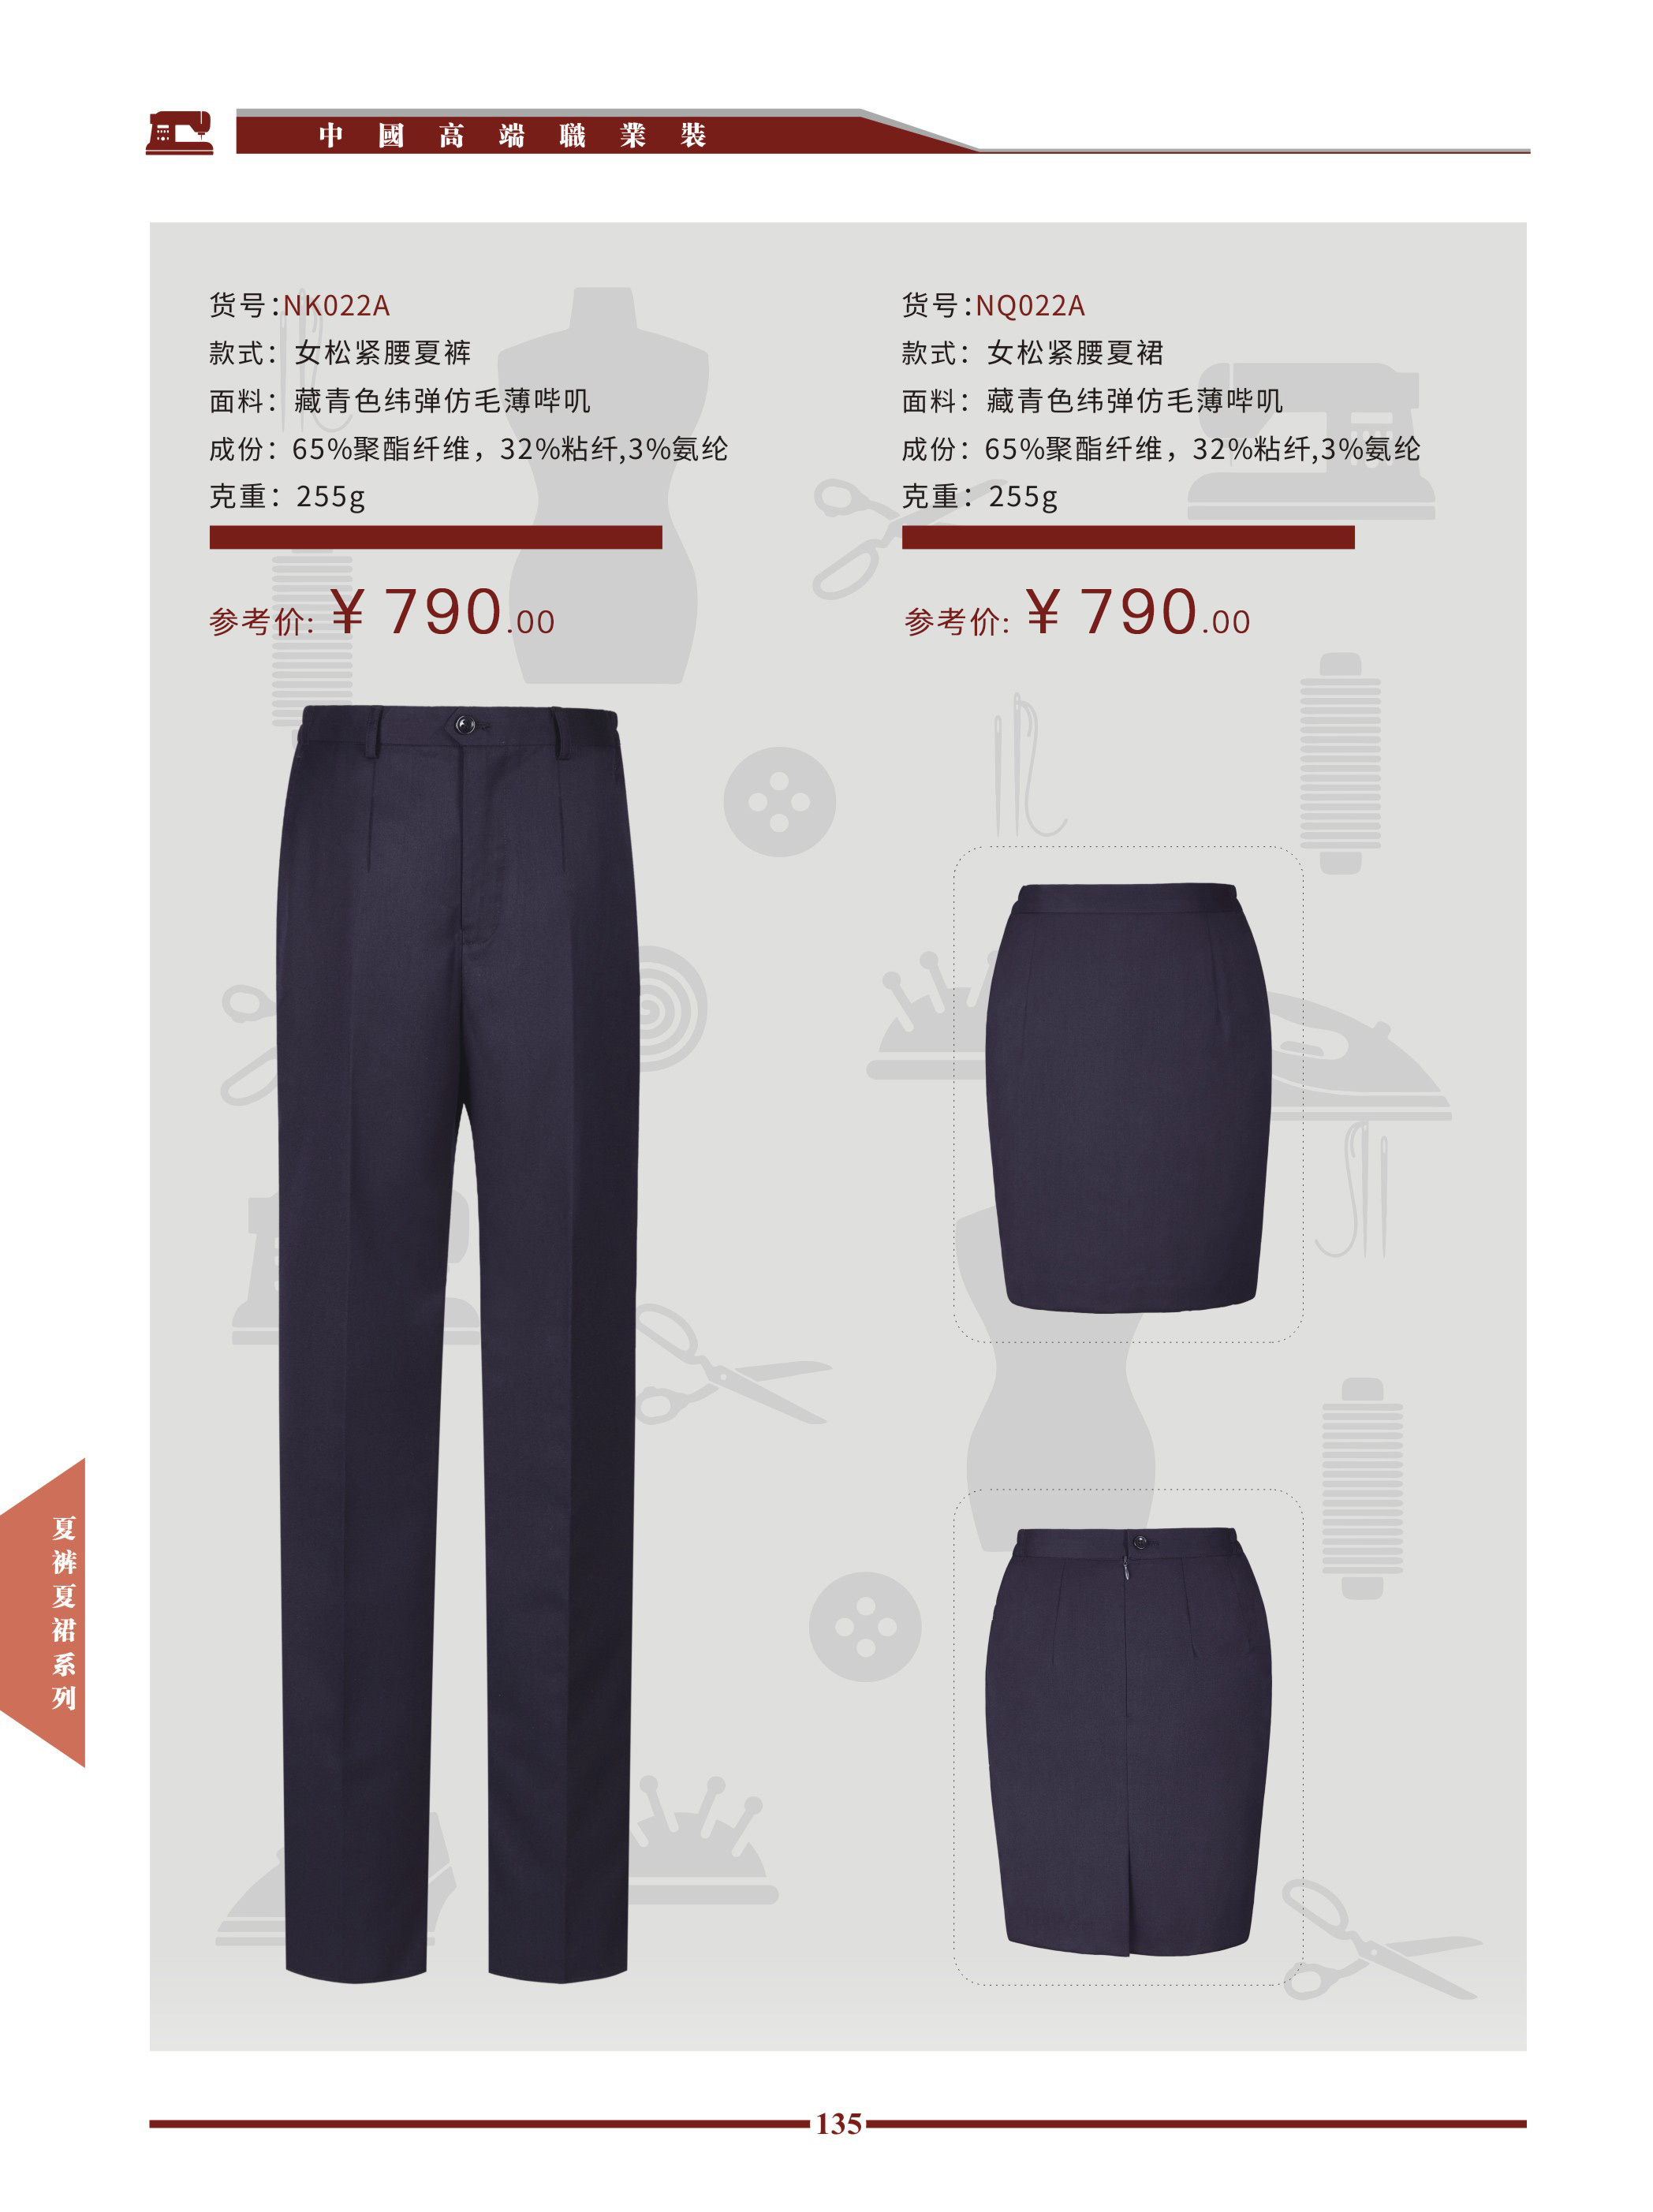 中國高端職業裝
货号:NK022A
款式：女松紧腰夏裤
面料：藏青色纬弹仿毛薄哔叽
成份：65%聚酯纤维，32%粘纤,3%氨纶
克重：255g
参考价: ¥ 790.00
货号:NQ022A
款式：女松紧腰夏裙
面料：藏青色纬弹仿毛薄哔叽
成份：65%聚酯纤维，32%粘纤,3%氨纶
克重：255g
参考价: ¥ 790.00
夏裤夏裙系列
135